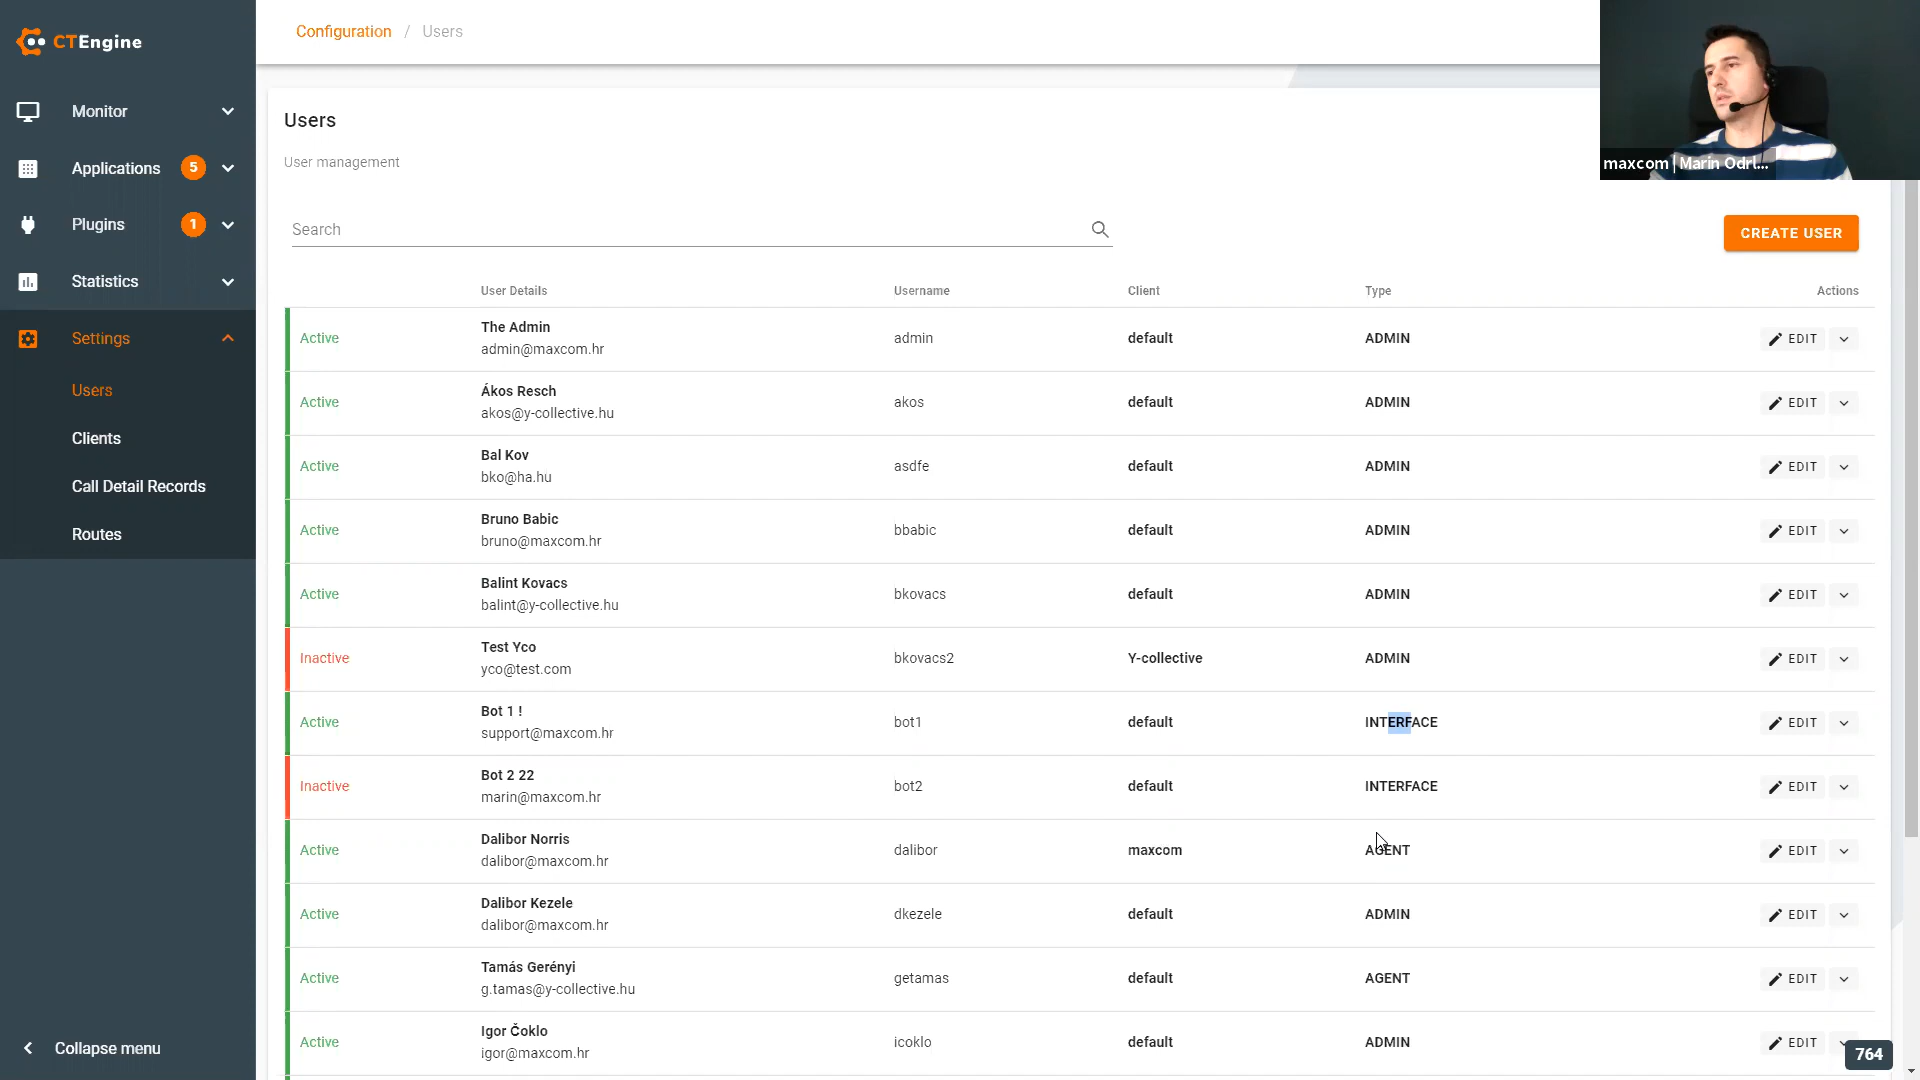 CTEngine
Monitor
Applications 5
Plugins 1
Statistics
Settings
Users
Clients
Call Detail Records
Routes
Collapse menu
Configuration / Users
maxcom | Marin Odrl...
Users
User management
Search
CREATE USER
User Details Username Client Type Actions
The Admin
Active admin default ADMIN EDIT
admin@maxcom.hr
Ákos Resch
Active akos default ADMIN EDIT
akos@y-collective.hu
Bal Kov
Active asdfe default ADMIN EDIT
bko@ha.hu
Bruno Babic
Active bbabic default ADMIN EDIT
bruno@maxcom.hr
Balint Kovacs
Active bkovacs default ADMIN EDIT
balint@y-collective.hu
Test Yco
Inactive bkovacs2 Y-collective ADMIN EDIT
yco@test.com
Bot 1 !
Active bot1 default INTERFACE EDIT
support@maxcom.hr
Bot 2 22
Inactive bot2 default INTERFACE EDIT
marin@maxcom.hr
Dalibor Norris
Active dalibor maxcom AGENT EDIT
dalibor@maxcom.hr
Dalibor Kezele
Active dkezele default ADMIN EDIT
dalibor@maxcom.hr
Tamás Gerényi
Active getamas default AGENT EDIT
g.tamas@y-collective.hu
Igor Čoklo
Active icoklo default ADMIN EDIT
igor@maxcom.hr
764